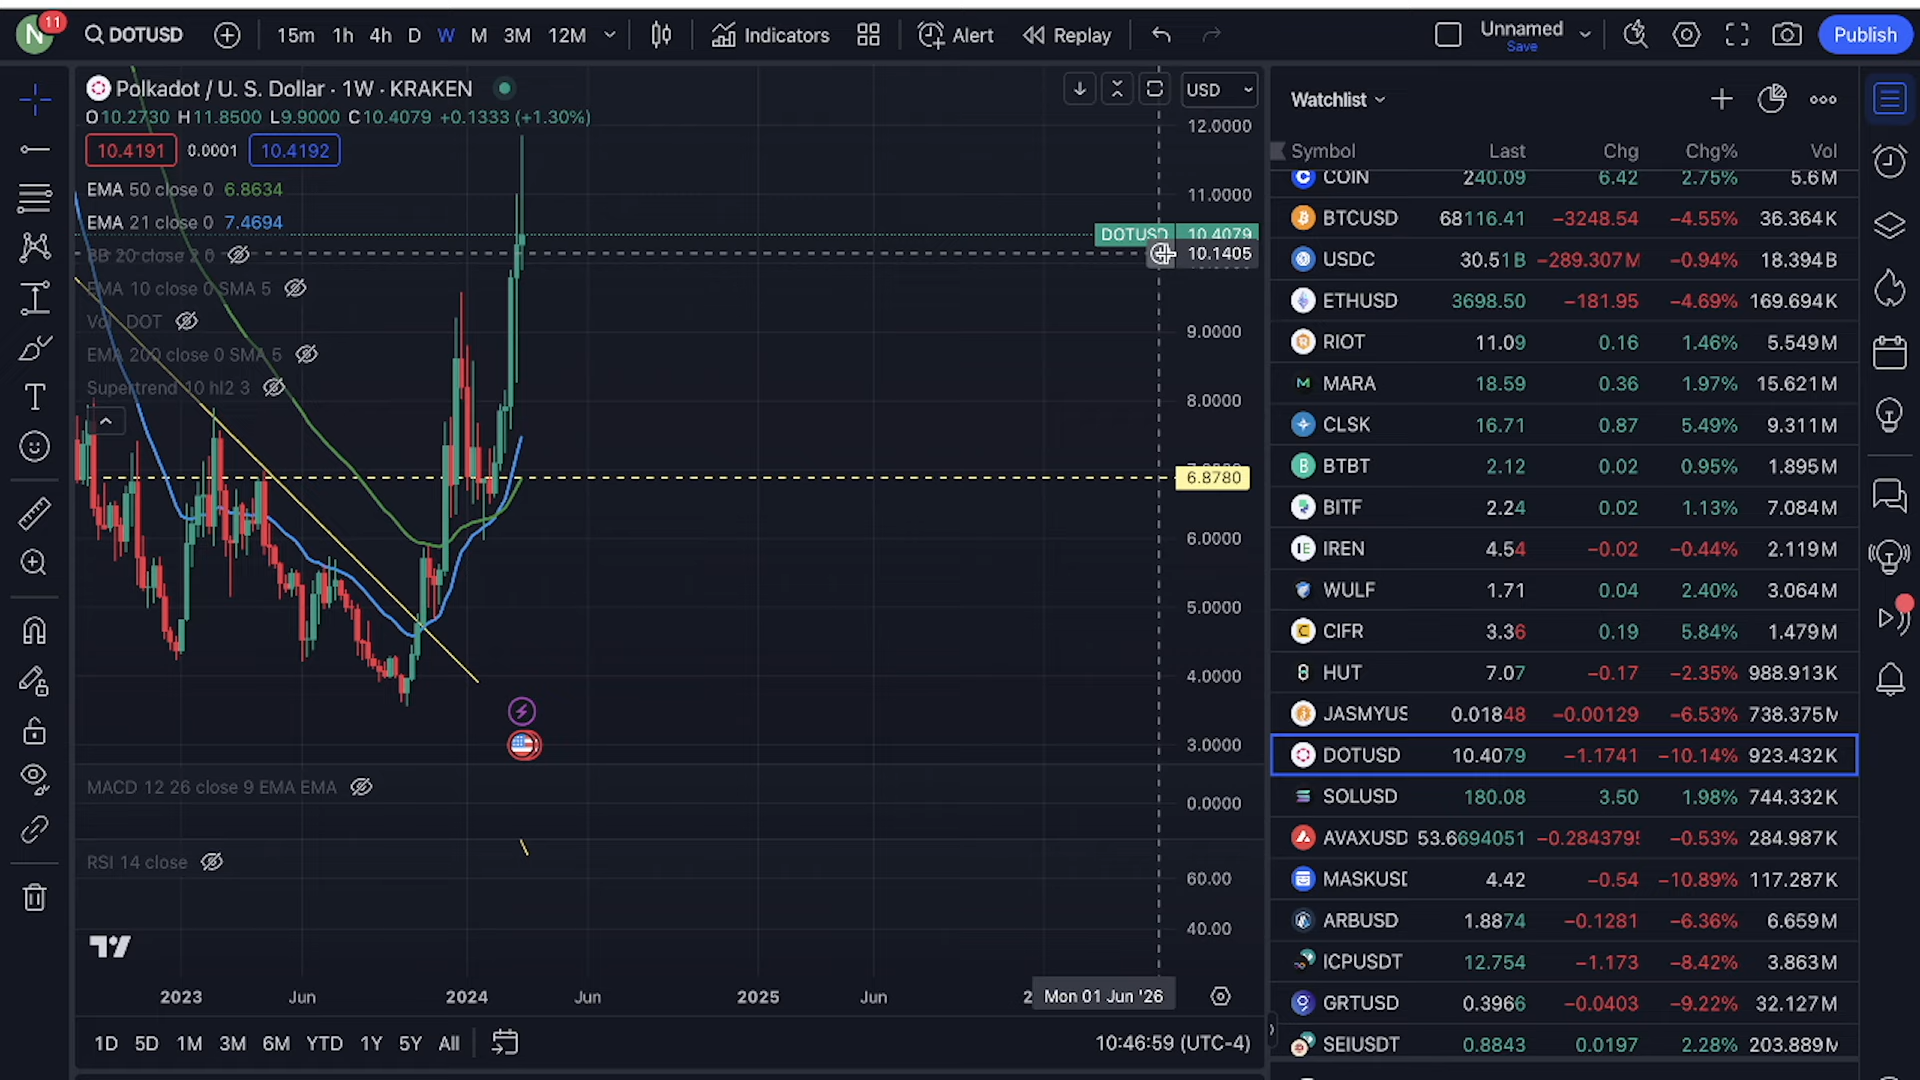 N 11 DOTUSD 15m 1h 4h D W M 3M 12M Indicators Alert Replay Unnamed Save Publish
Polkadot / U. S. Dollar · 1W · KRAKEN USD
O10.2730 H11.8500 L9.9000 C10.4079 +0.1333 (+1.30%)
10.4191 0.0001 10.4192
EMA 50 close 0 6.8634
EMA 21 close 0 7.4694
BB 20 close 2 0
EMA 10 close 0 SMA 5
Vol DOT
EMA 200 close 0 SMA 5
Supertrend 10 hl2 3
12.0000
11.0000
DOTUSD 10.4079
10.1405
9.0000
8.0000
6.8780
6.0000
5.0000
4.0000
3.0000
MACD 12 26 close 9 EMA EMA
0.0000
RSI 14 close
60.00
40.00
2023 Jun 2024 Jun 2025 Jun 2 Mon 01 Jun '26
1D 5D 1M 3M 6M YTD 1Y 5Y All 10:46:59 (UTC-4)
Watchlist
Symbol Last Chg Chg% Vol
COIN 240.09 6.42 2.75% 5.6M
BTCUSD 68116.41 −3248.54 −4.55% 36.364K
USDC 30.51B −289.307M −0.94% 18.394B
ETHUSD 3698.50 −181.95 −4.69% 169.694K
RIOT 11.09 0.16 1.46% 5.549M
MARA 18.59 0.36 1.97% 15.621M
CLSK 16.71 0.87 5.49% 9.311M
BTBT 2.12 0.02 0.95% 1.895M
BITF 2.24 0.02 1.13% 7.084M
IREN 4.54 −0.02 −0.44% 2.119M
WULF 1.71 0.04 2.40% 3.064M
CIFR 3.36 0.19 5.84% 1.479M
HUT 7.07 −0.17 −2.35% 988.913K
JASMYUS 0.01848 −0.00129 −6.53% 738.375M
DOTUSD 10.4079 −1.1741 −10.14% 923.432K
SOLUSD 180.08 3.50 1.98% 744.332K
AVAXUSD 53.6694051 −0.2843795 −0.53% 284.987K
MASKUSD 4.42 −0.54 −10.89% 117.287K
ARBUSD 1.8874 −0.1281 −6.36% 6.659M
ICPUSDT 12.754 −1.173 −8.42% 3.863M
GRTUSD 0.3966 −0.0403 −9.22% 32.127M
SEIUSDT 0.8843 0.0197 2.28% 203.889M